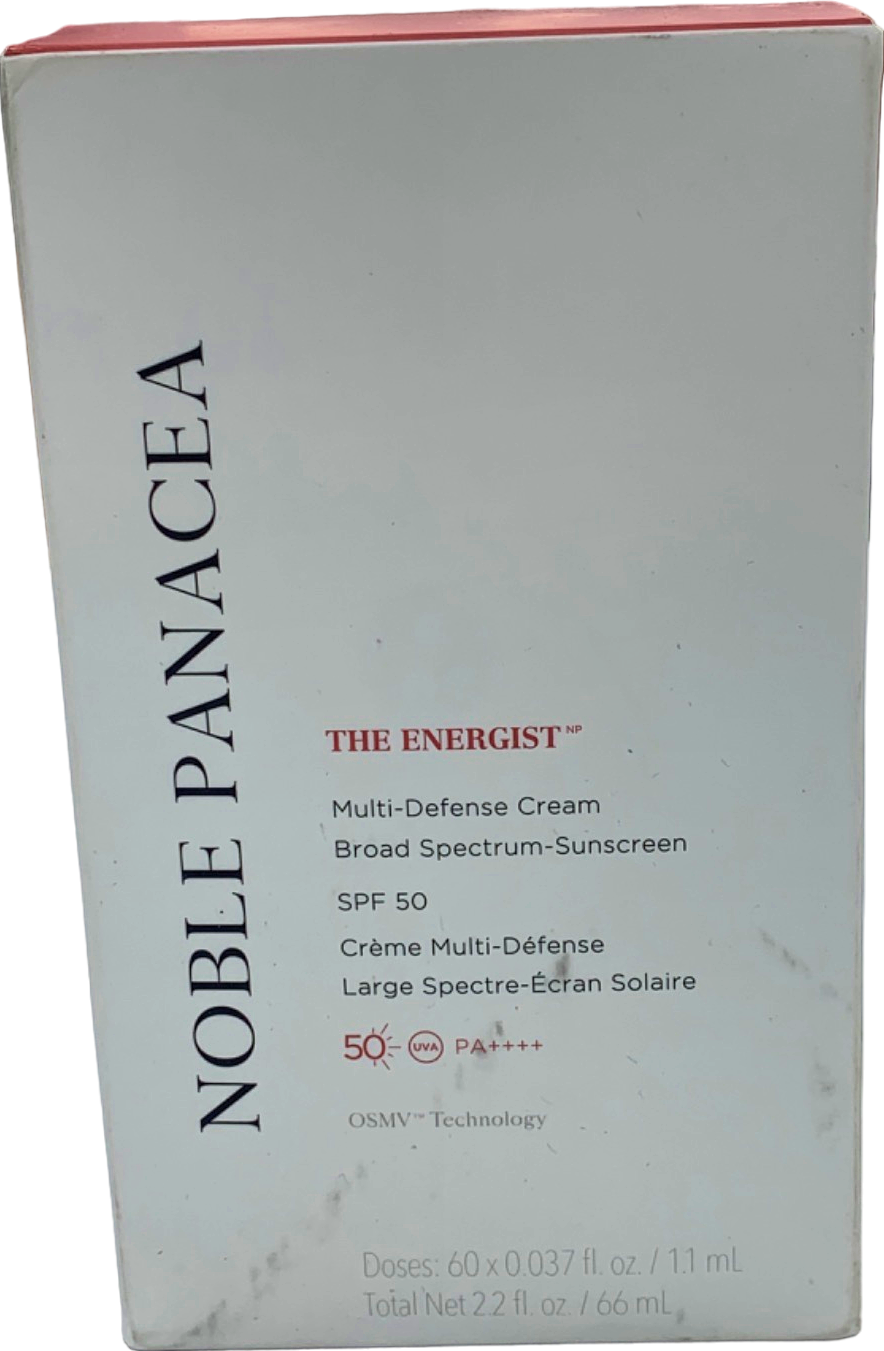 NOBLE PANACEA
THE ENERGIST NP
Multi-Defense Cream
Broad Spectrum-Sunscreen
SPF 50
Crème Multi-Défense
Large Spectre-Écran Solaire
50 UVA PA++++
OSMV™ Technology
Doses: 60 x 0.037 fl. oz. / 1.1 mL
Total Net 2.2 fl. oz. / 66 mL